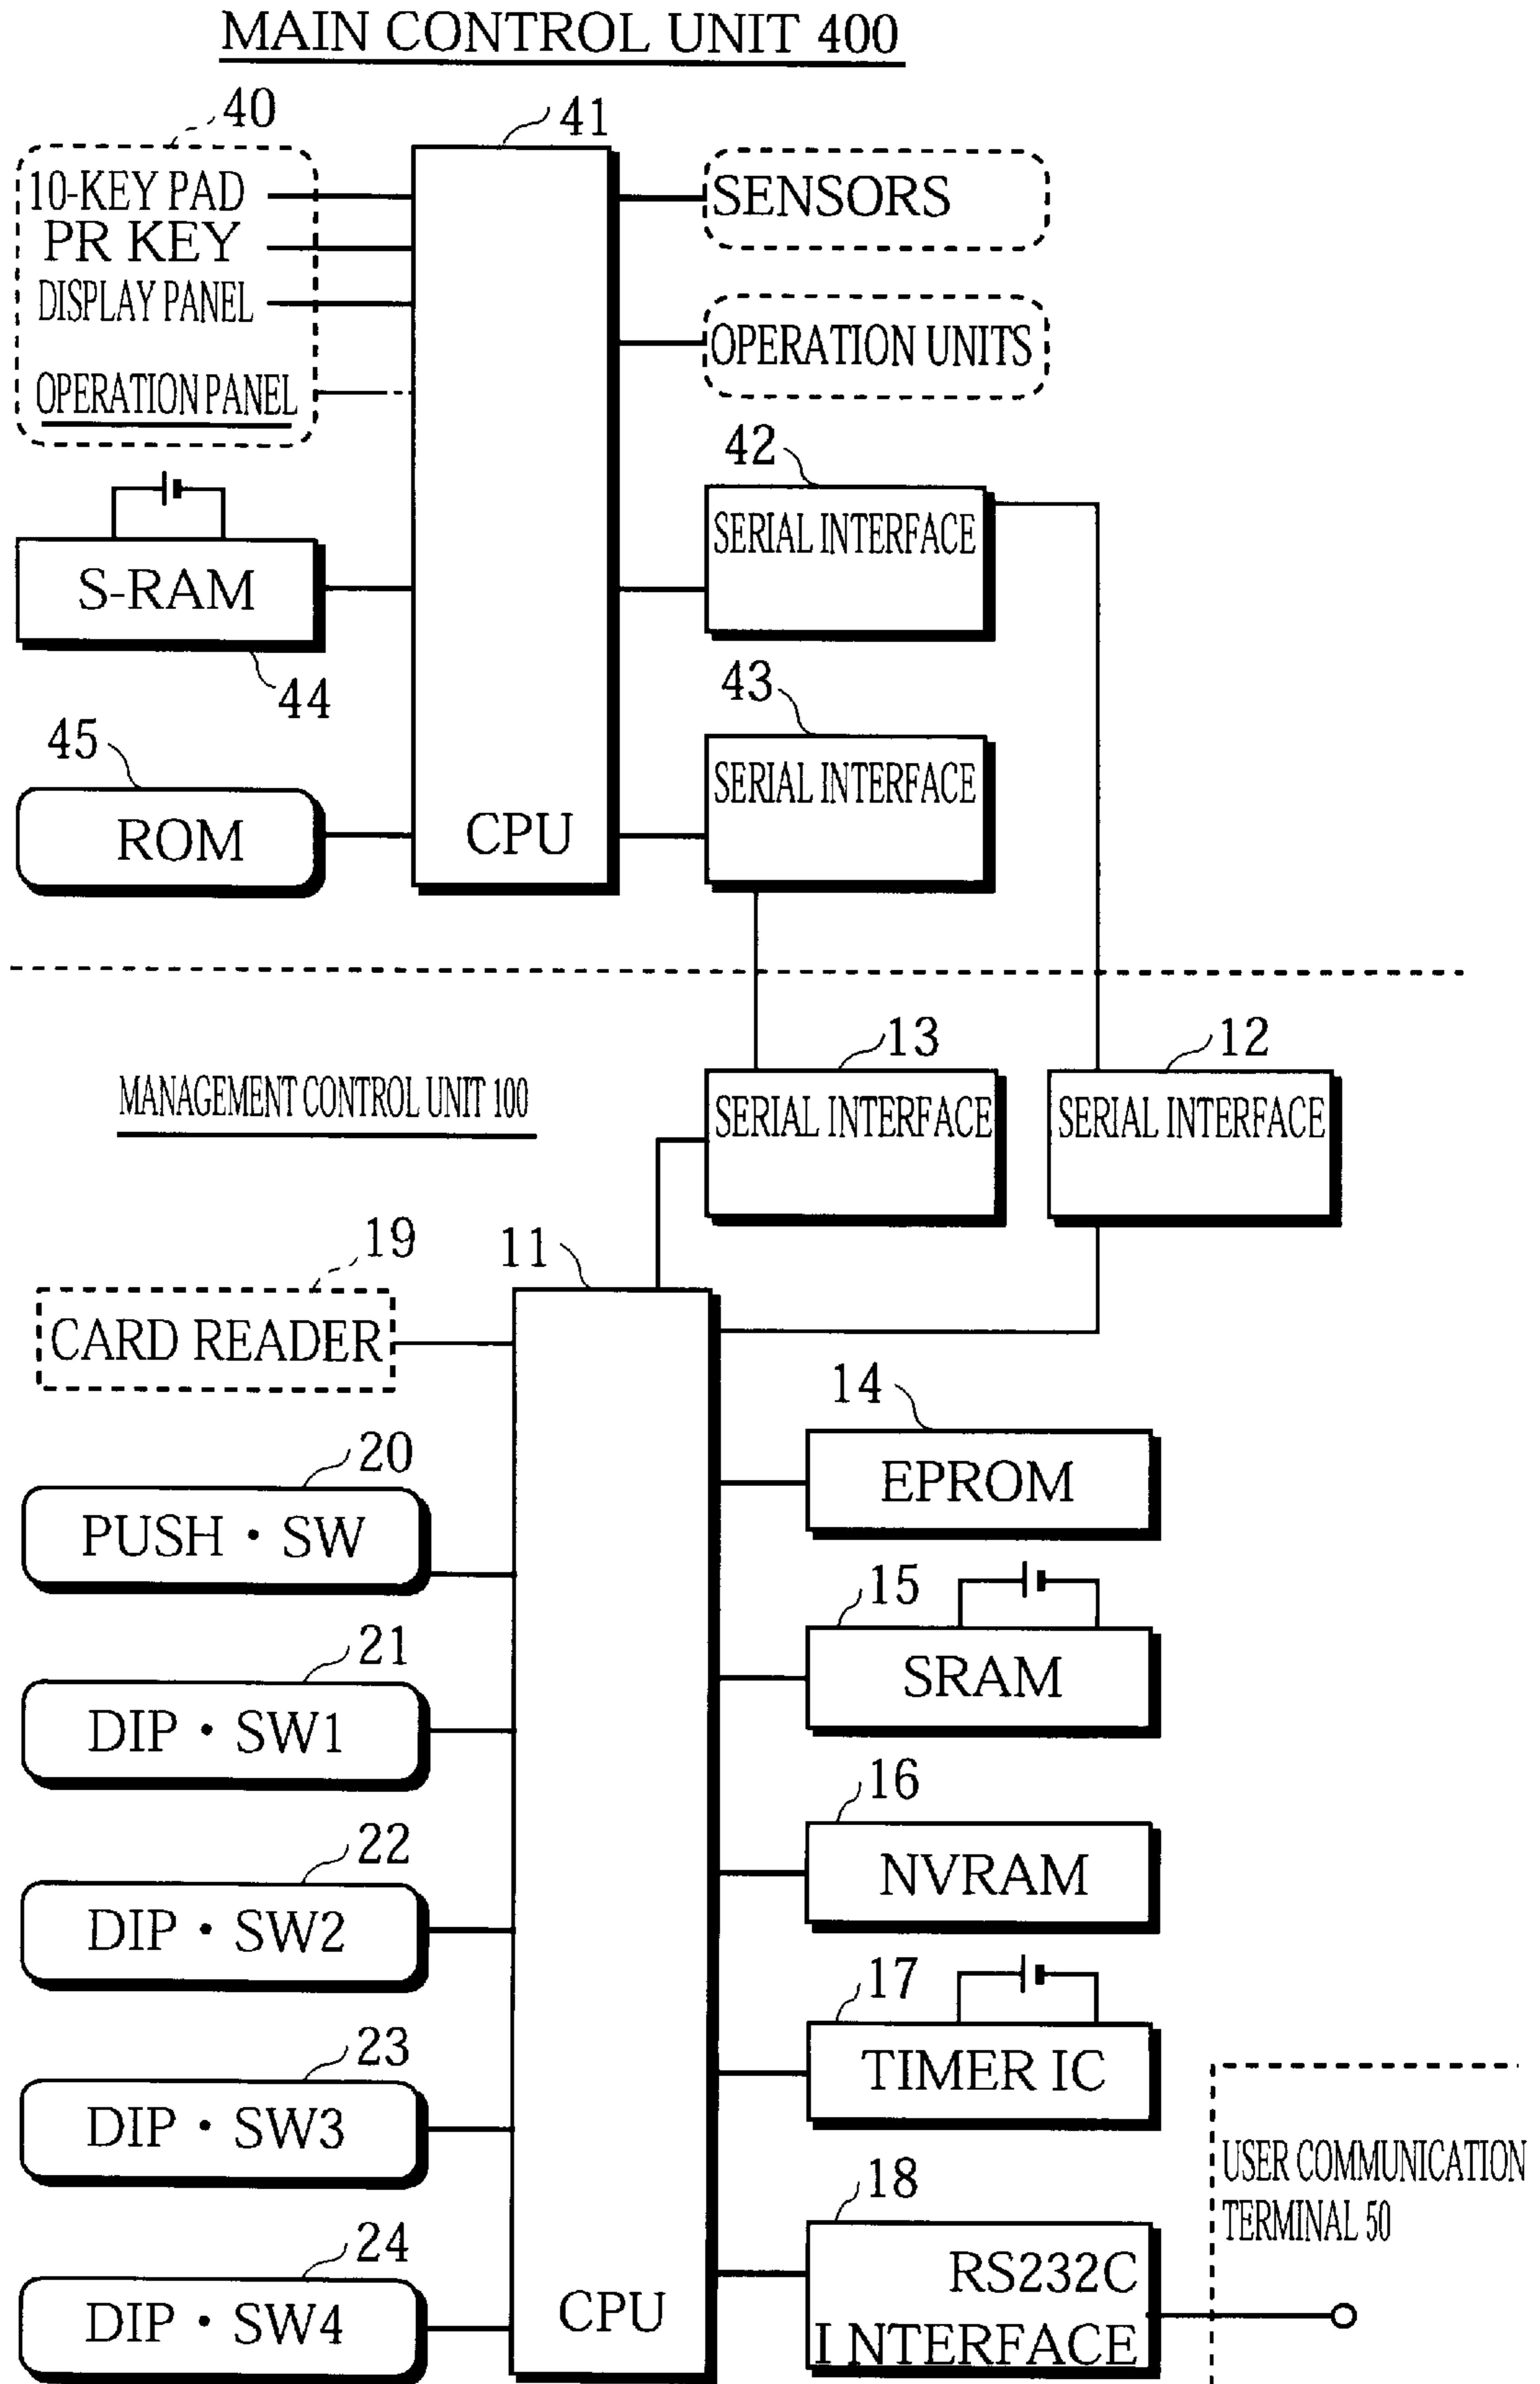 MAIN CONTROL UNIT 400
40
41
10-KEY PAD
PR KEY
DISPLAY PANEL
OPERATION PANEL
SENSORS
OPERATION UNITS
42
SERIAL INTERFACE
S-RAM
44
43
SERIAL INTERFACE
45
ROM
CPU
13
12
MANAGEMENT CONTROL UNIT 100
SERIAL INTERFACE
SERIAL INTERFACE
19
11
CARD READER
14
EPROM
20
PUSH・SW
15
SRAM
21
DIP・SW1
16
NVRAM
22
DIP・SW2
17
TIMER IC
23
DIP・SW3
USER COMMUNICATION
TERMINAL 50
18
RS232C
INTERFACE
24
DIP・SW4
CPU